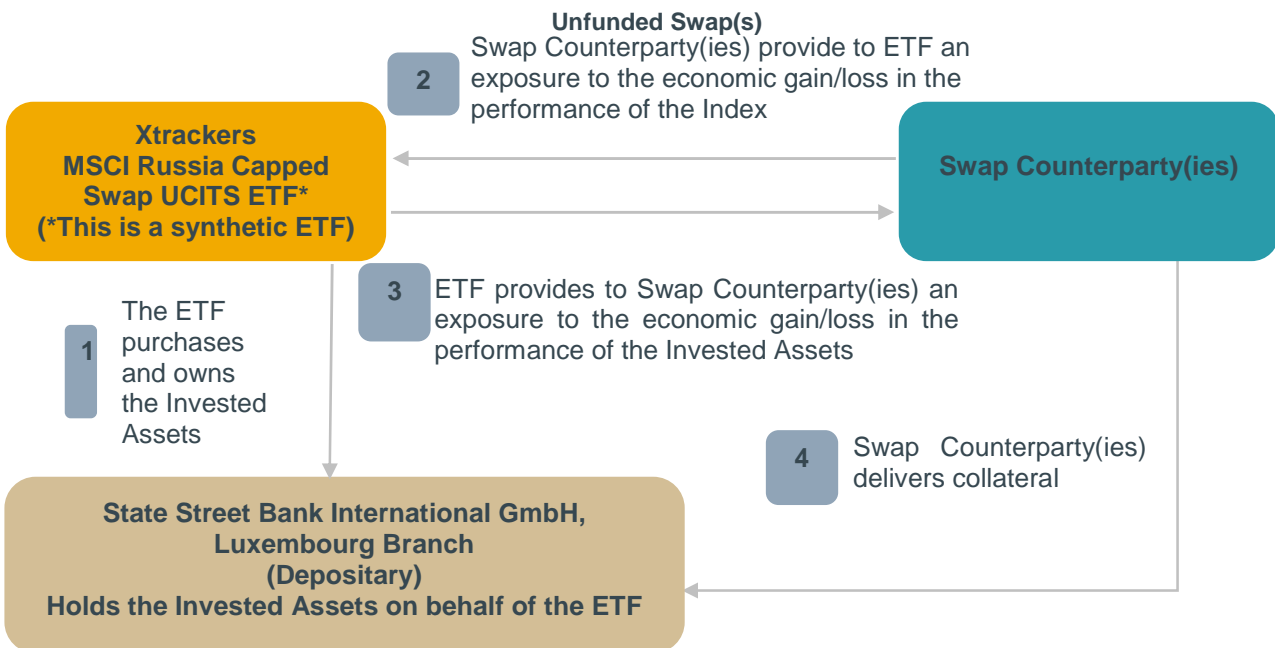 Unfunded Swap(s)
2
Swap Counterparty(ies) provide to ETF an
exposure to the economic gain/loss in the
performance of the Index
Xtrackers
MSCI Russia Capped
Swap UCITS ETF*
(*This is a synthetic ETF)
Swap Counterparty(ies)
3
ETF provides to Swap Counterparty(ies) an
exposure to the economic gain/loss in the
performance of the Invested Assets
1
The ETF
purchases
and owns
the Invested
Assets
4
Swap Counterparty(ies)
delivers collateral
State Street Bank International GmbH,
Luxembourg Branch
(Depositary)
Holds the Invested Assets on behalf of the ETF